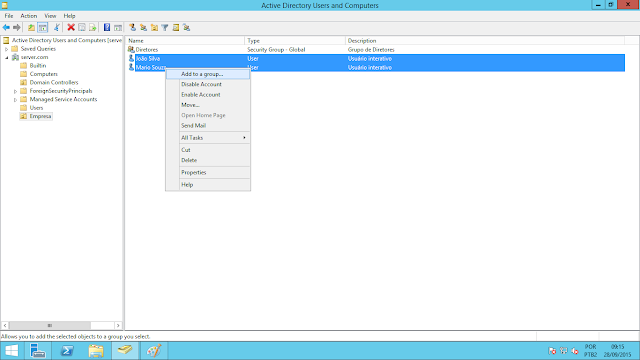 Active Directory Users and Computers
File Action View Help
Active Directory Users and Computers [server
Saved Queries
server.com
Builtin
Computers
Domain Controllers
ForeignSecurityPrincipals
Managed Service Accounts
Users
Empresa
Name Type Description
Diretores Security Group - Global Grupo de Diretores
João Silva User Usuário interativo
Mario Souza User Usuário interativo
Add to a group...
Disable Account
Enable Account
Move...
Open Home Page
Send Mail
All Tasks
Cut
Delete
Properties
Help
Allows you to add the selected objects to a group you select.
POR 09:15
PTB2 28/09/2015